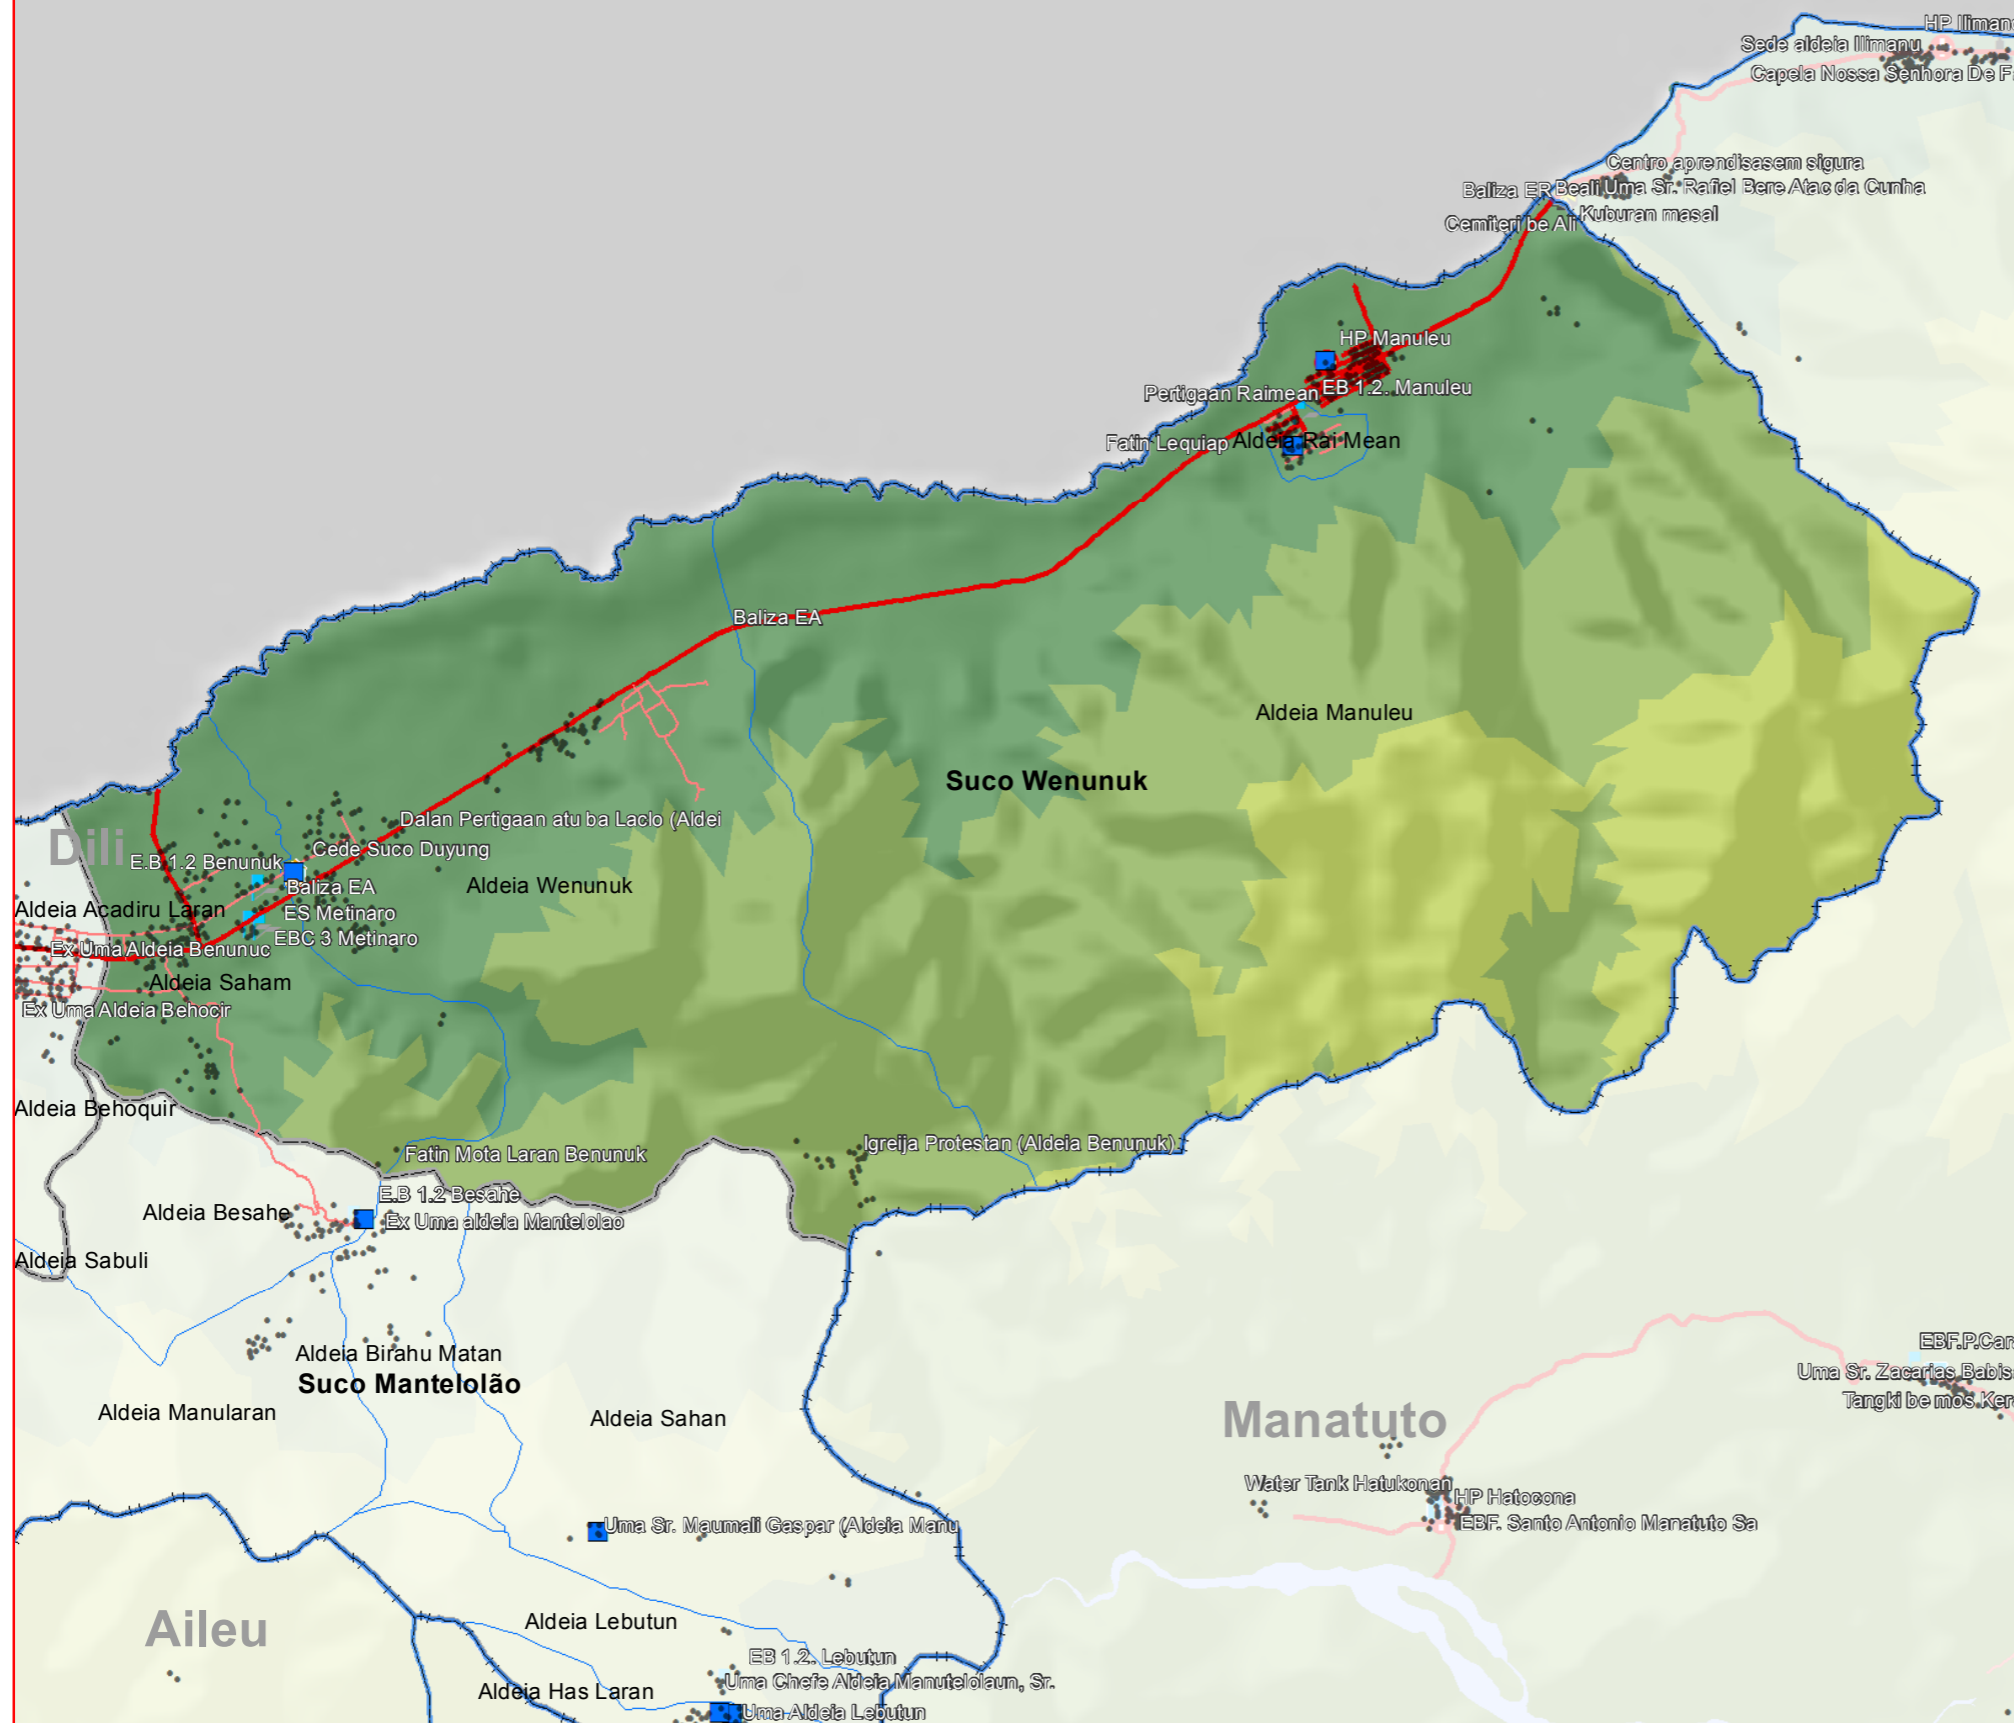 HP Iliman
Sede aldeia Ilimanu
Capela Nossa Senhora De F
Centro aprendisasem sigura
Baliza ER
Beali
Uma Sr. Rafiel Bere Atac da Cunha
Kuburan masal
Cemiteri be Ali
HP Manuleu
EB 1.2. Manuleu
Pertigaan Raimean
Fatin Lequiap
Aldeia Rai Mean
Baliza EA
Aldeia Manuleu
Suco Wenunuk
Dalan Pertigaan atu ba Laclo (Aldei
Dili
Cede Suco Duyung
E.B 1.2 Benunuk
Baliza EA
Aldeia Wenunuk
Aldeia Acadiru Laran
ES Metinaro
EBC 3 Metinaro
Ex Uma Aldeia Benunuc
Aldeia Saham
Ex Uma Aldeia Behocir
Aldeia Behoquir
Igreija Protestan (Aldeia Benunuk)
Fatin Mota Laran Benunuk
E.B 1.2 Besahe
Aldeia Besahe
Ex Uma aldeia Mantelolao
Aldeia Sabuli
Aldeia Birahu Matan
Suco Mantelolão
Aldeia Manularan
Aldeia Sahan
EBF.P.Car
Uma Sr. Zacarias Babis
Tangki be mos Ker
Manatuto
Water Tank Hatukonan
HP Hatocona
EBF. Santo Antonio Manatuto Sa
Uma Sr. Maumali Gaspar (Aldeia Manu
Aileu
Aldeia Lebutun
EB 1.2. Lebutun
Uma Chefe Aldeia Manutelolaun, Sr.
Aldeia Has Laran
Uma Aldeia Lebutun